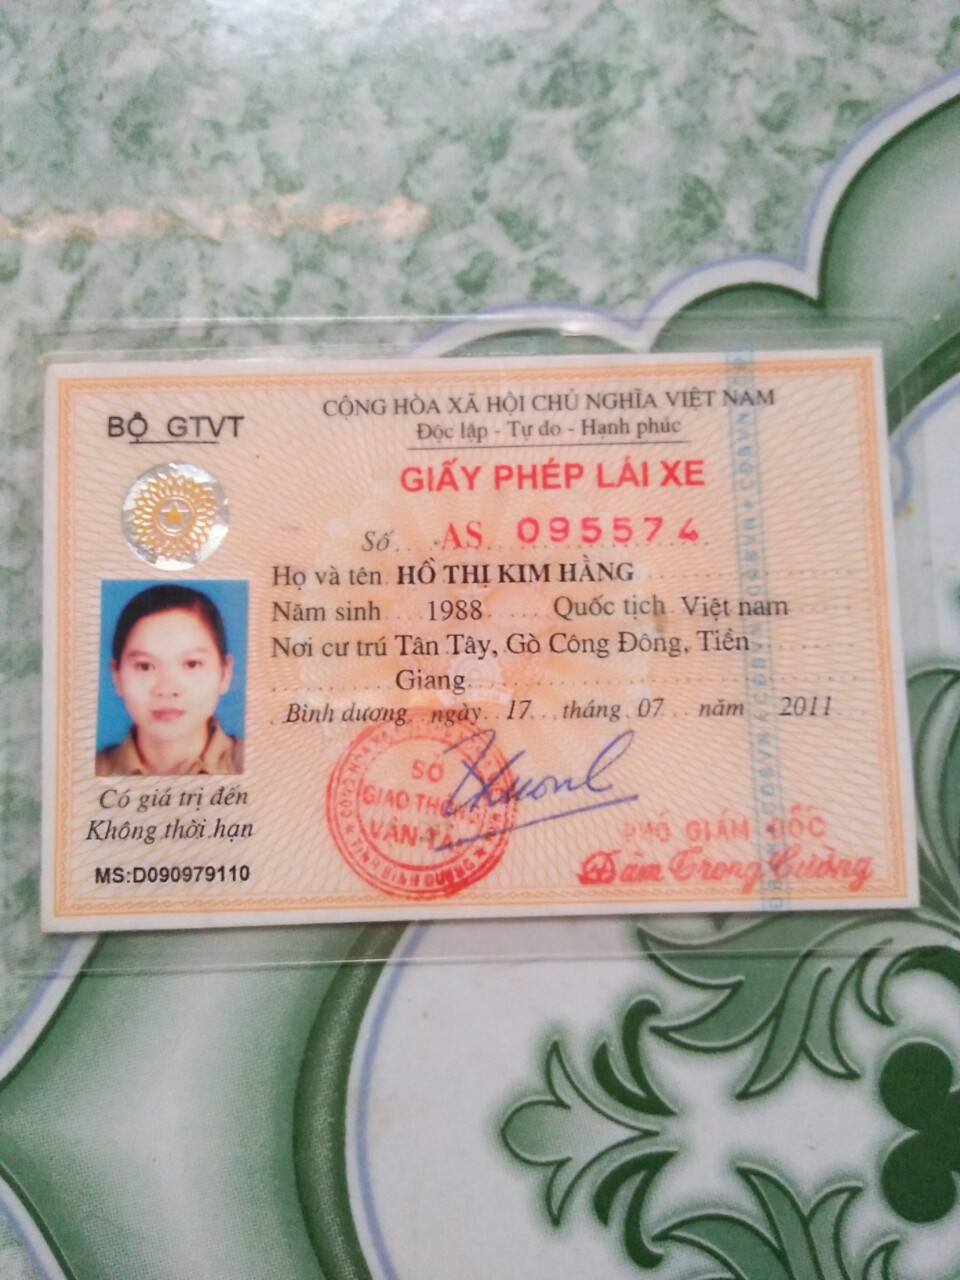 BỘ GTVT
CỘNG HÒA XÃ HỘI CHỦ NGHĨA VIỆT NAM
Độc lập - Tự do - Hạnh phúc
GIẤY PHÉP LÁI XE
Số AS 095574
Họ và tên HỒ THỊ KIM HẰNG
Năm sinh 1988 Quốc tịch Việt nam
Nơi cư trú Tân Tây, Gò Công Đông, Tiền
Giang
Bình dương ngày 17 tháng 07 năm 2011
Có giá trị đến
Không thời hạn
MS:D090979110
SỞ
GIAO THÔNG
VẬN TẢI
TỈNH BÌNH DƯƠNG
PHÓ GIÁM ĐỐC
Đàm Trọng Cường